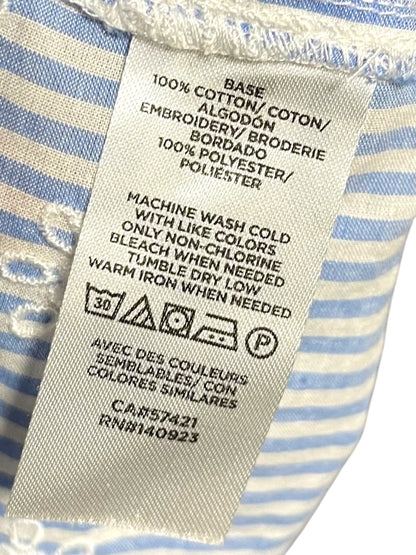 BASE
100% COTTON/ COTON/
ALGODÓN
EMBROIDERY/ BRODERIE
BORDADO
100% POLYESTER/
POLIÉSTER
MACHINE WASH COLD
WITH LIKE COLORS
ONLY NON-CHLORINE
BLEACH WHEN NEEDED
TUMBLE DRY LOW
WARM IRON WHEN NEEDED
30 P
AVEC DES COULEURS
SEMBLABLES/ CON
COLORES SIMILARES
CA#57421
RN#140923